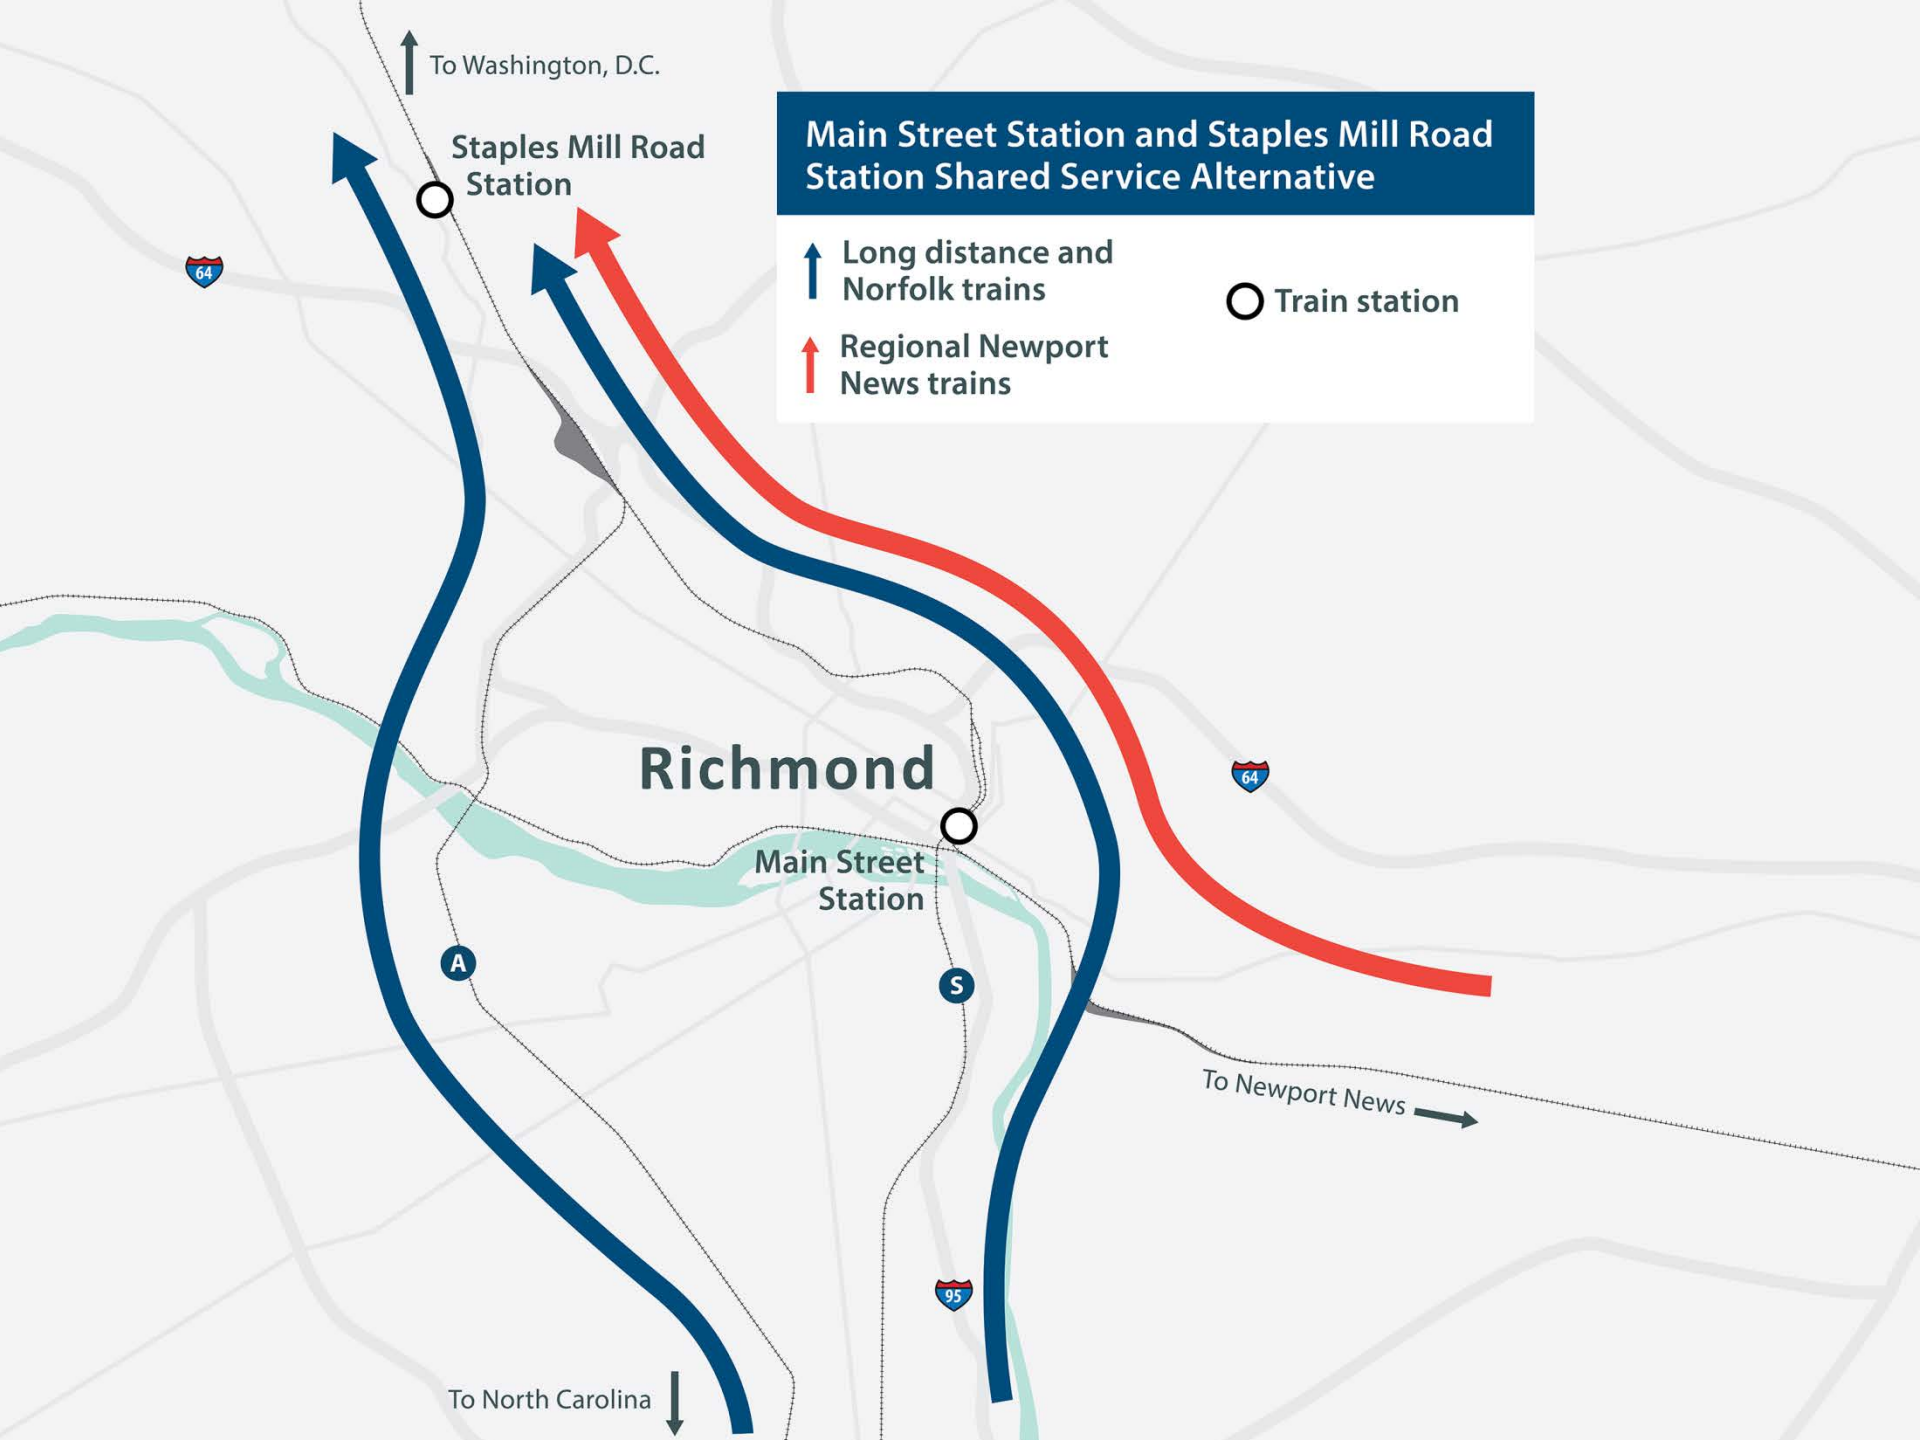 To Washington, D.C.
Staples Mill Road
Station
Main Street Station and Staples Mill Road
Station Shared Service Alternative
Long distance and
Norfolk trains
Train station
Regional Newport
News trains
64
Richmond
64
Main Street
Station
A
S
To Newport News
95
To North Carolina